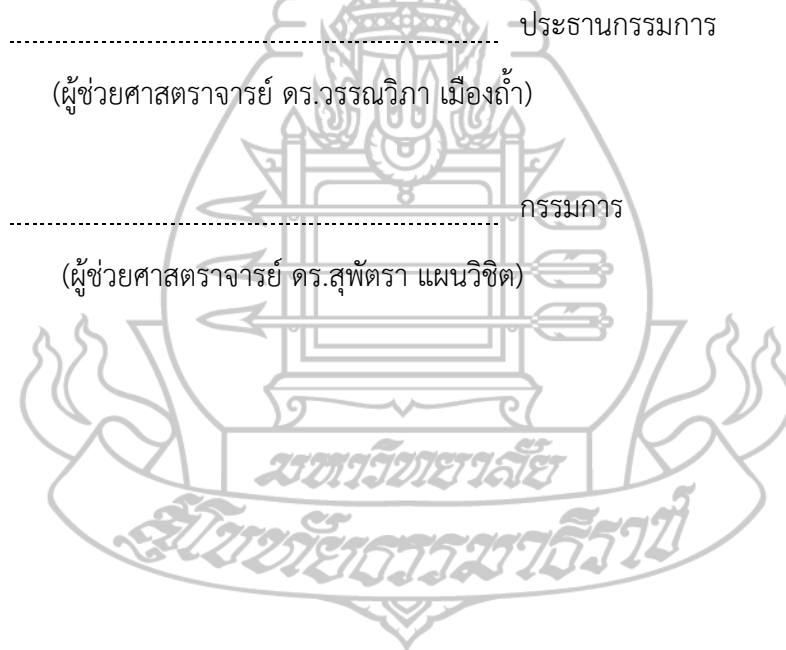 ประธานกรรมการ
(ผู้ช่วยศาสตราจารย์ ดร.วรรณวิภา เมืองถ้ำ)
กรรมการ
(ผู้ช่วยศาสตราจารย์ ดร.สุพัตรา แผนวิชิต)
มหาวิทยาลัย
สุโขทัยธรรมาธิราช